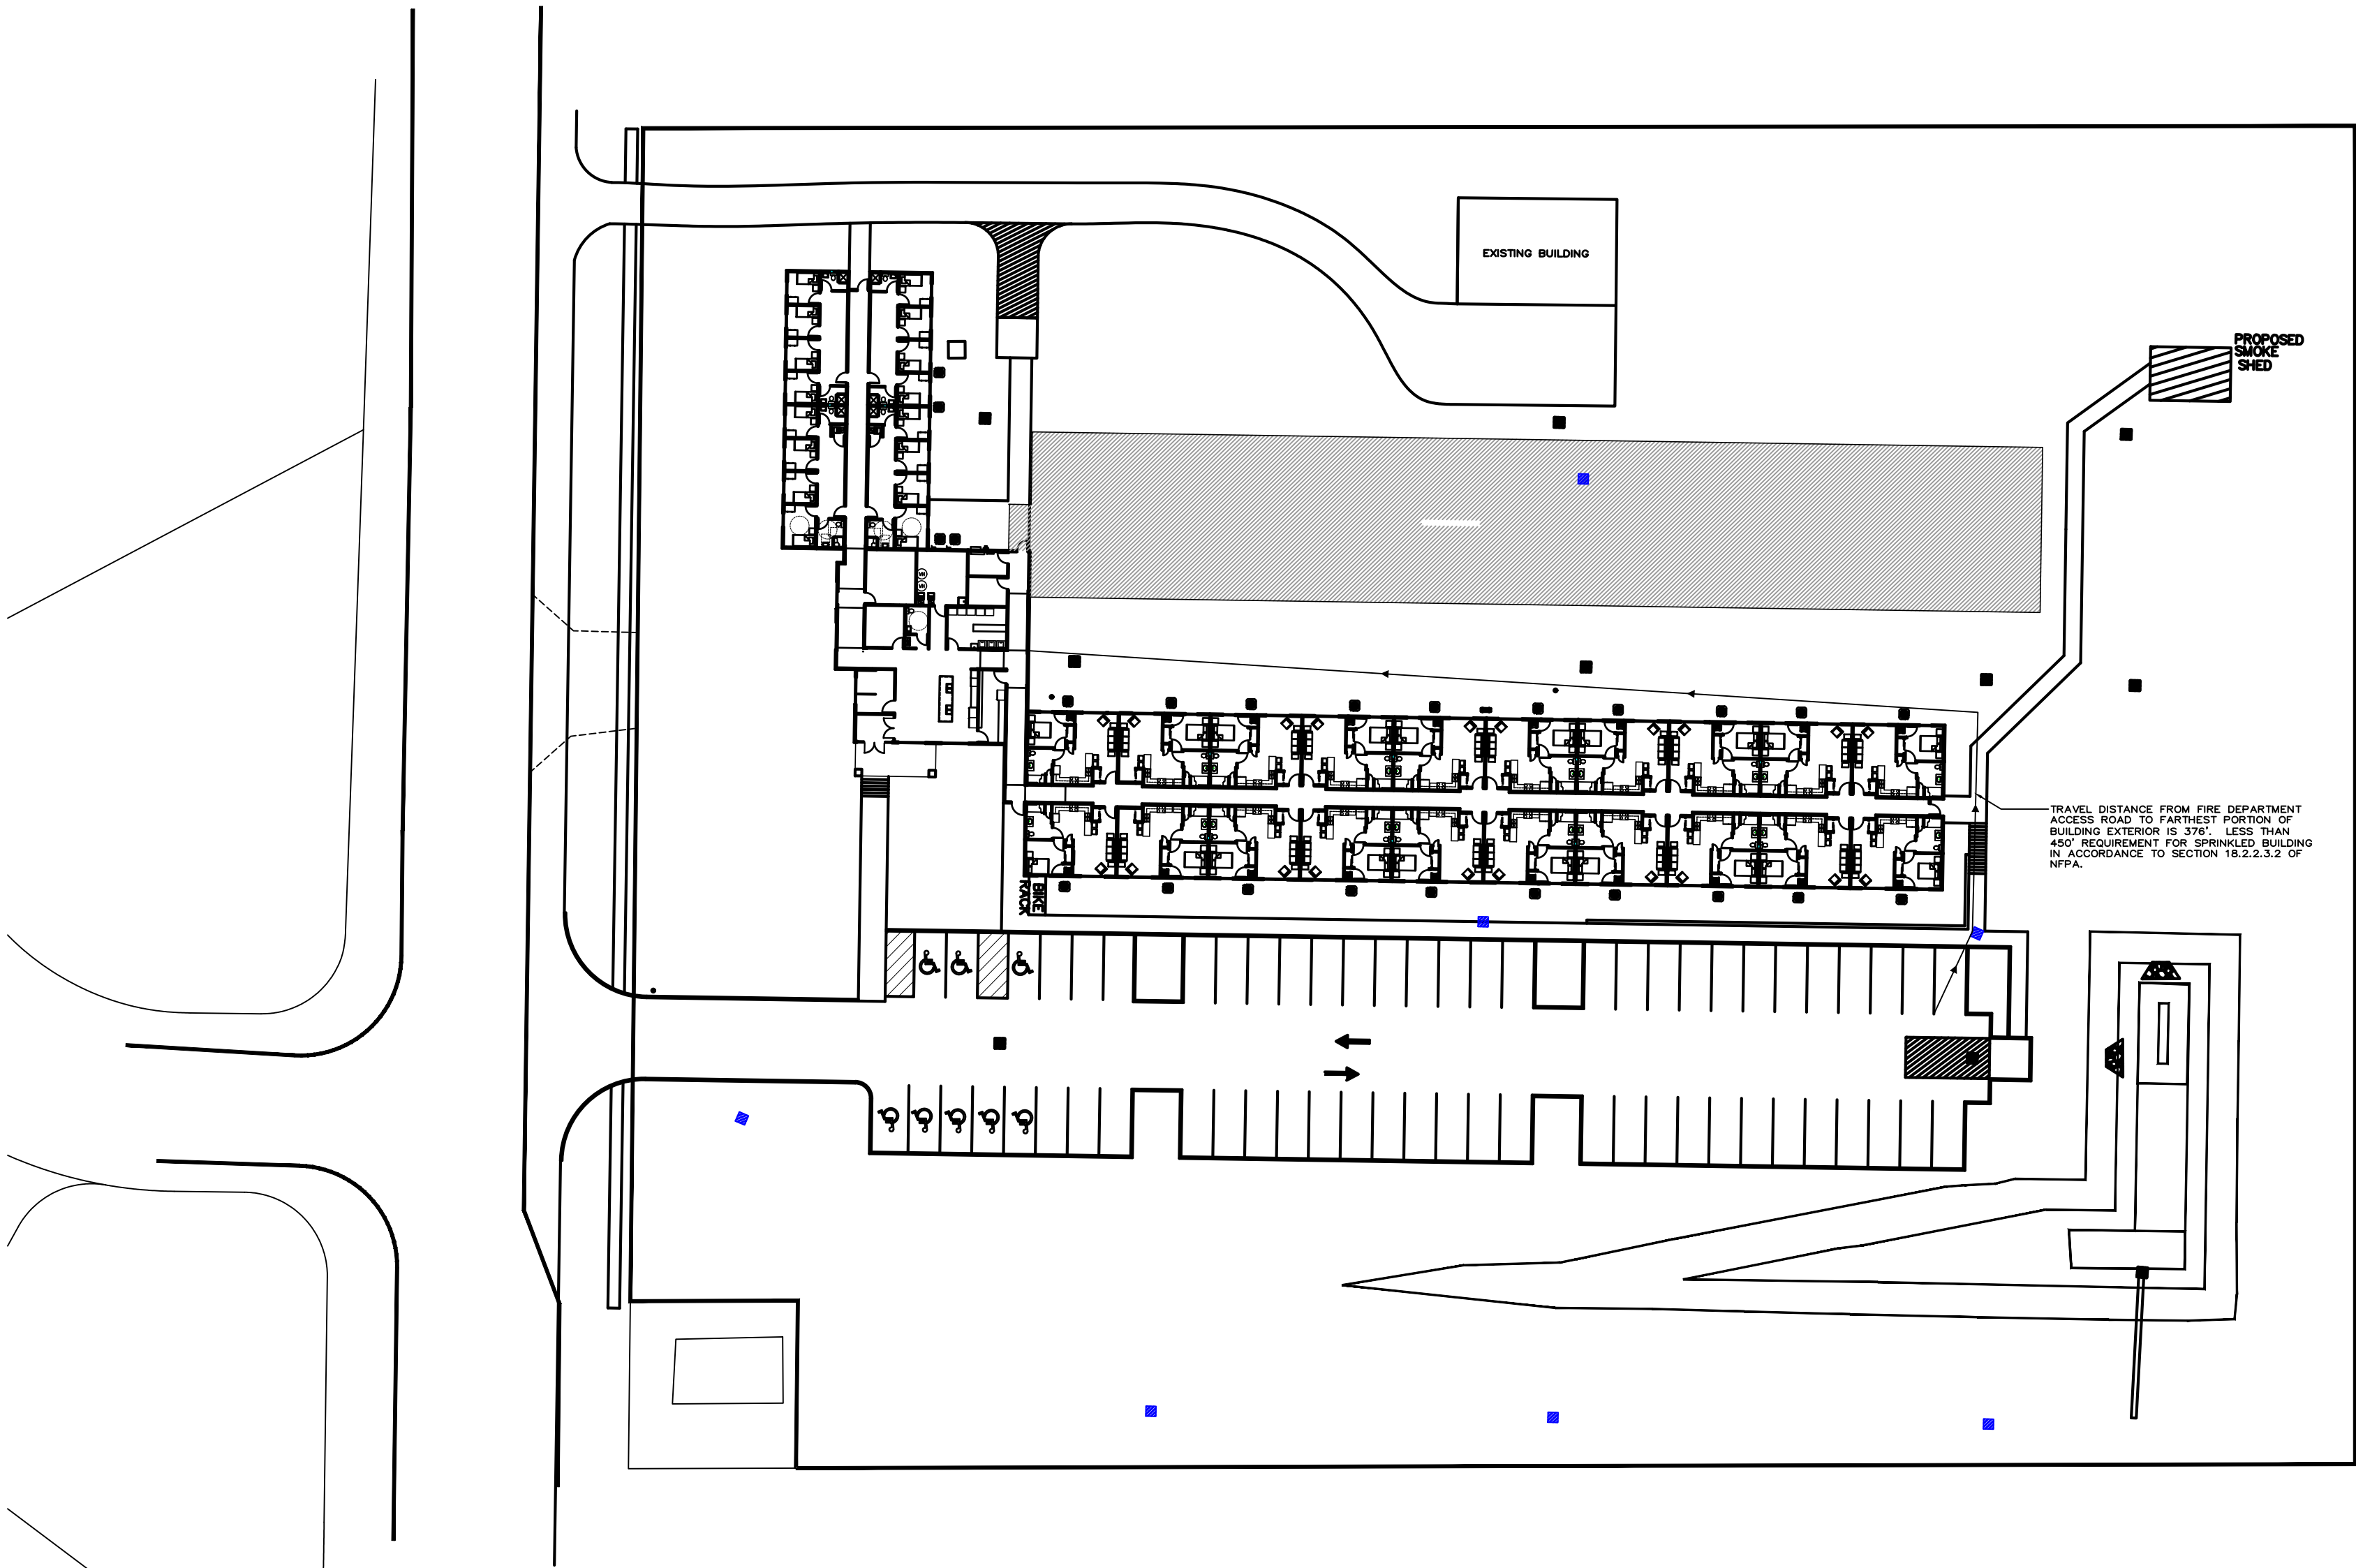 EXISTING BUILDING
PROPOSED
SMOKE
SHED
TRAVEL DISTANCE FROM FIRE DEPARTMENT
ACCESS ROAD TO FARTHEST PORTION OF
BUILDING EXTERIOR IS 376'. LESS THAN
450' REQUIREMENT FOR SPRINKLED BUILDING
IN ACCORDANCE TO SECTION 18.2.2.3.2 OF
NFPA.
BIKE
RACK